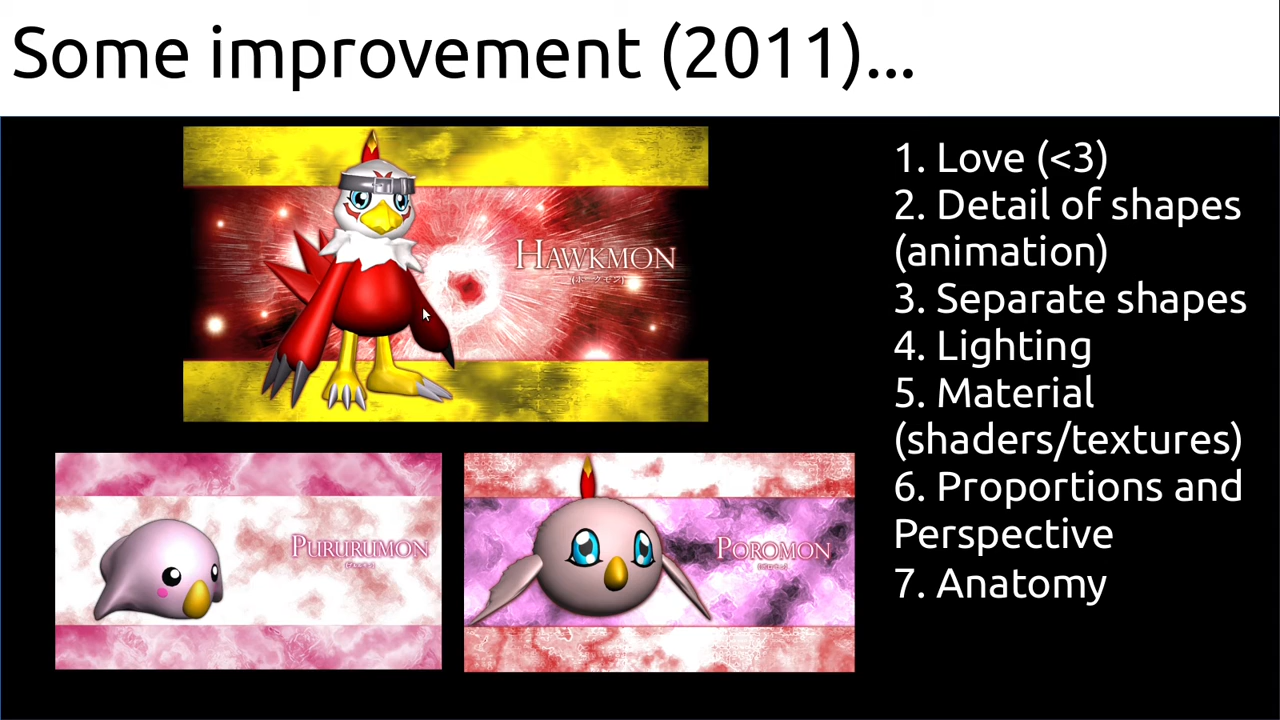 Some improvement (2011)...
HAWKMON
PURURUMON
POROMON
1. Love (<3)
2. Detail of shapes
(animation)
3. Separate shapes
4. Lighting
5. Material
(shaders/textures)
6. Proportions and
Perspective
7. Anatomy